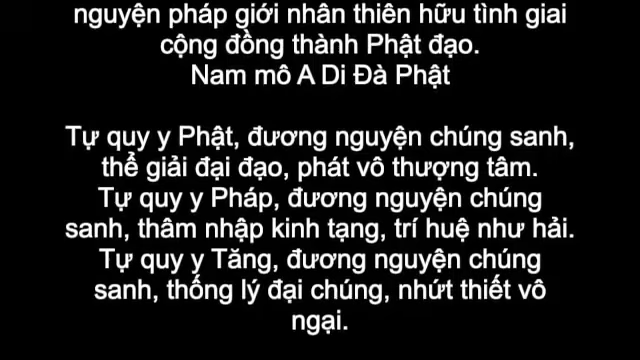 nguyện pháp giới nhân thiên hữu tình giai
cộng đồng thành Phật đạo.
Nam mô A Di Đà Phật
Tự quy y Phật, đương nguyện chúng sanh,
thể giải đại đạo, phát vô thượng tâm.
Tự quy y Pháp, đương nguyện chúng
sanh, thâm nhập kinh tạng, trí huệ như hải.
Tự quy y Tăng, đương nguyện chúng
sanh, thống lý đại chúng, nhứt thiết vô
ngại.